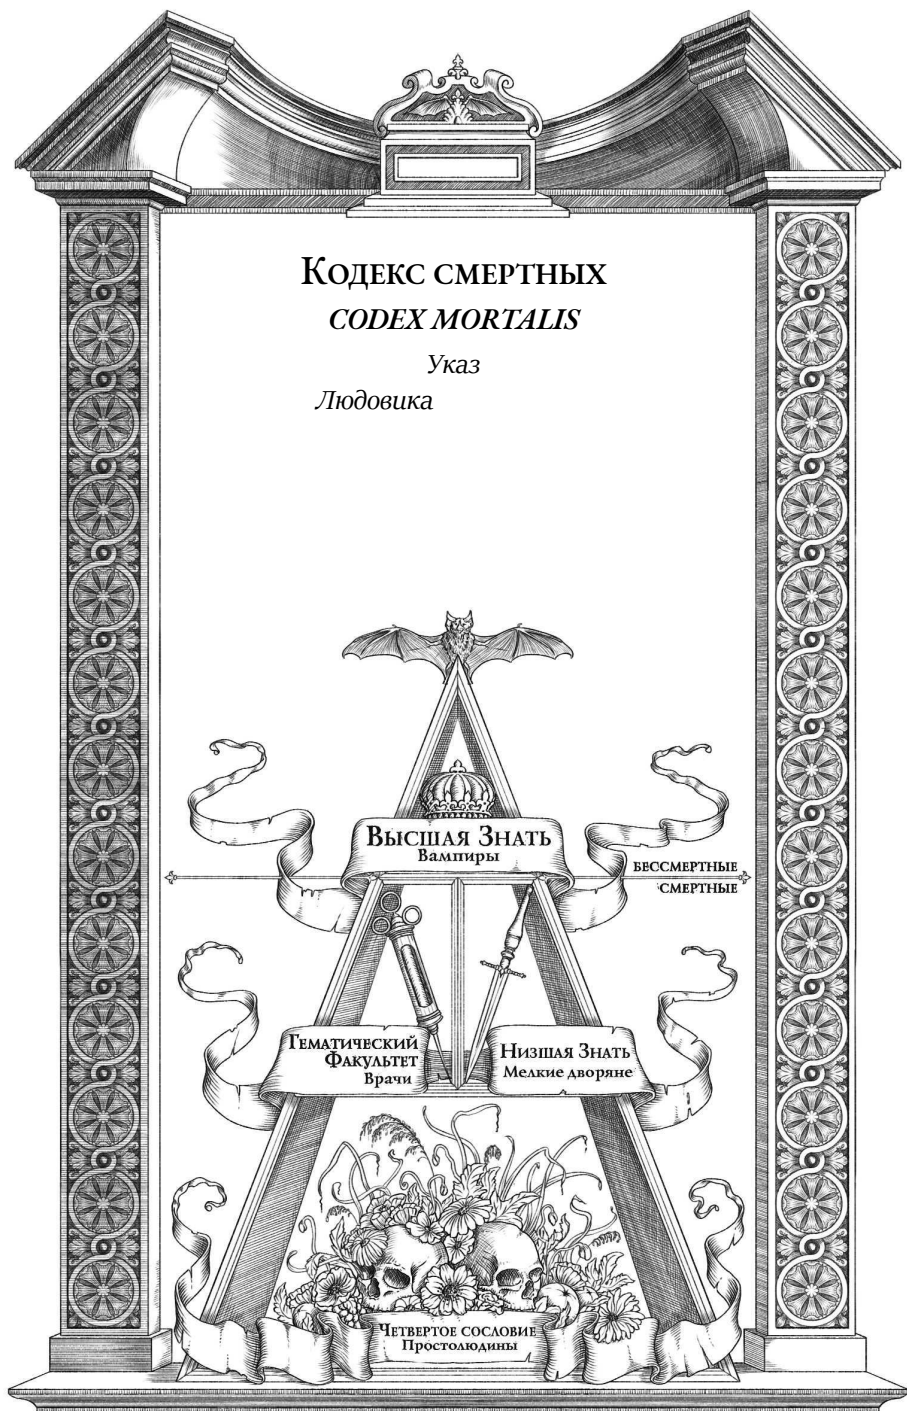 Кодекс смертных
CODEX MORTALIS
Указ
Людовика
Высшая Знать
Вампиры
БЕССМЕРТНЫЕ
СМЕРТНЫЕ
Гематический
Факультет
Врачи
Низшая Знать
Мелкие дворяне
Четвертое сословие
Простолюдины